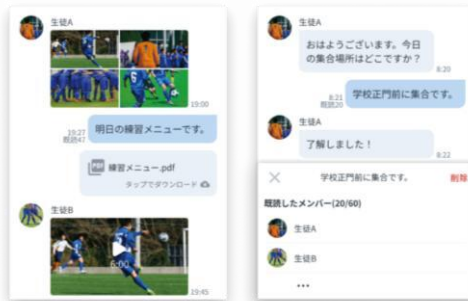 生徒A
19:00
19:27
既読47
明日の練習メニューです。
PDF
練習メニュー.pdf
タップでダウンロード
生徒B
6:00
19:45
生徒A
おはようございます。今日
の集合場所はどこですか？
8:20
8:21
既読20
学校正門前に集合です。
生徒A
了解しました！
8:22
学校正門前に集合です。
削除
既読したメンバー(20/60)
生徒A
生徒B
...